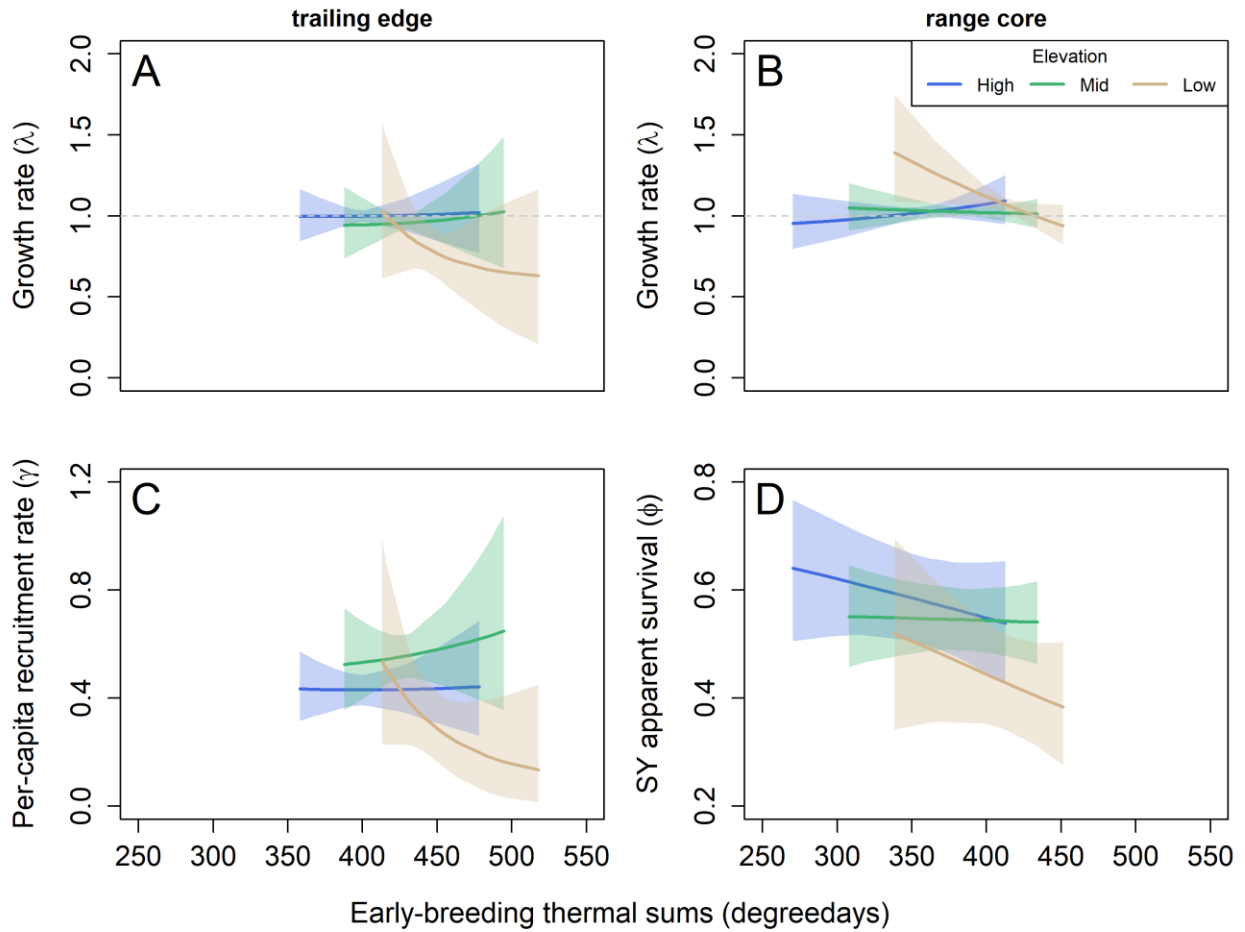 trailing edge
range core
A
Growth rate (λ)
0.0 0.5 1.0 1.5 2.0
B
Elevation
High Mid Low
Growth rate (λ)
0.0 0.5 1.0 1.5 2.0
C
Per-capita recruitment rate (γ)
0.0 0.4 0.8 1.2
250 300 350 400 450 500 550
D
SY apparent survival (ϕ)
0.2 0.4 0.6 0.8
250 300 350 400 450 500 550
Early-breeding thermal sums (degreedays)